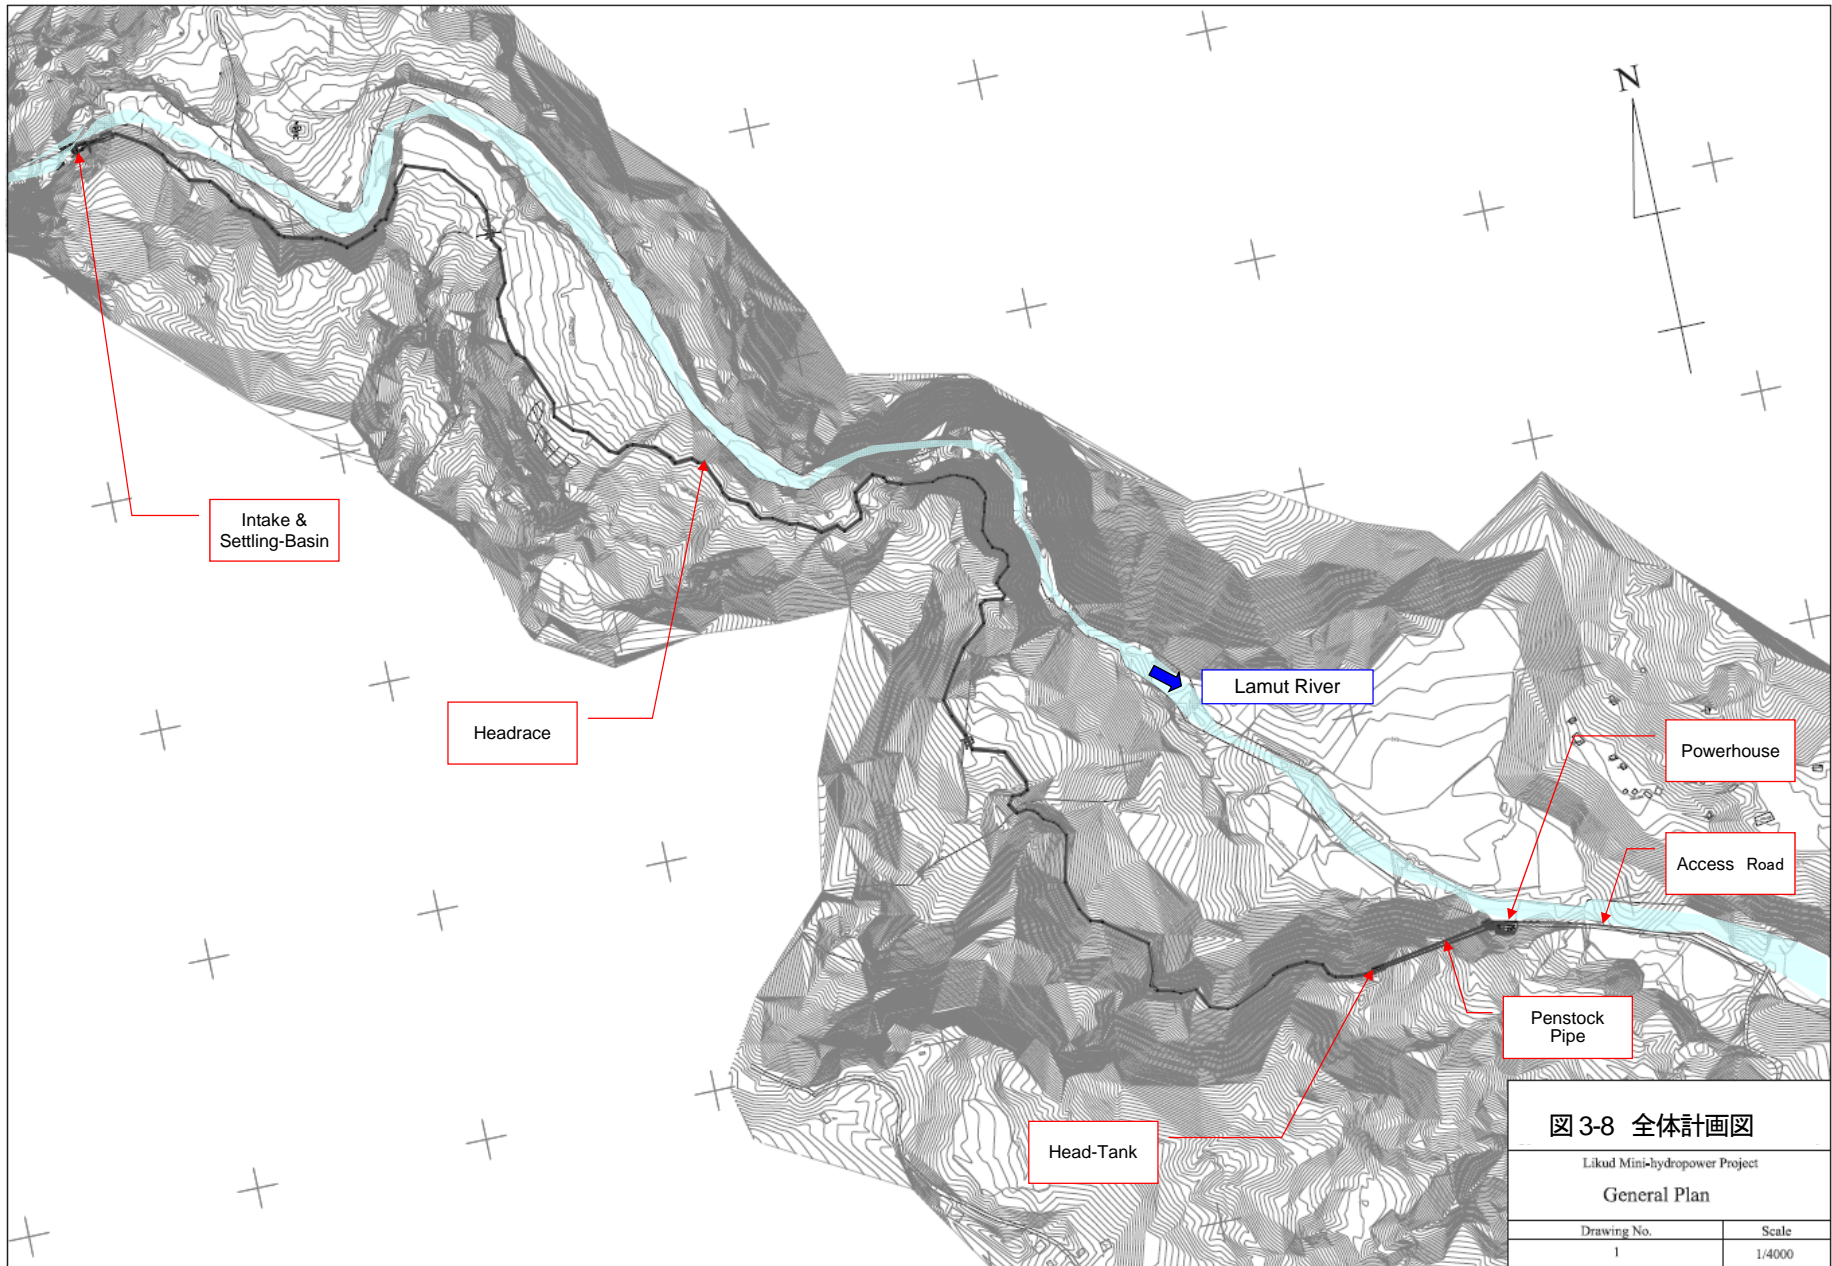 N
Intake &
Settling-Basin
Headrace
Lamut River
Powerhouse
Access Road
Penstock
Pipe
Head-Tank
図 3-8 全体計画図
Likud Mini-hydropower Project
General Plan
Drawing No.
Scale
1
1/4000